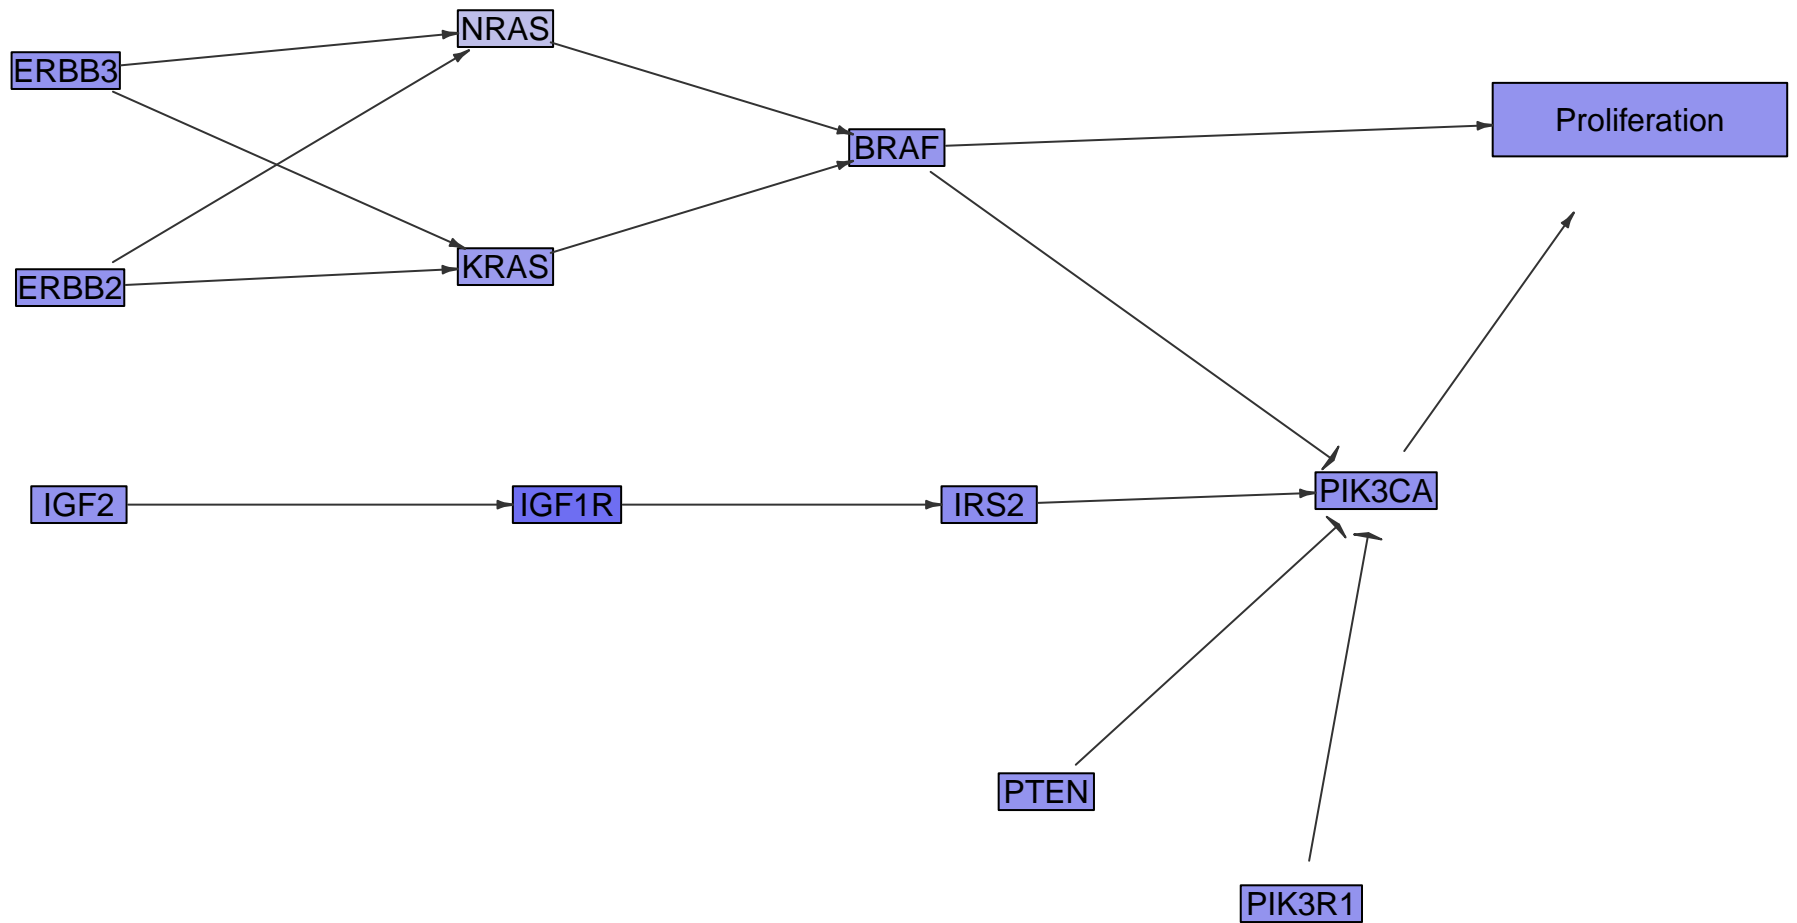 NRAS
ERBB3
Proliferation
BRAF
KRAS
ERBB2
PIK3CA
IGF2
IGF1R
IRS2
PTEN
PIK3R1